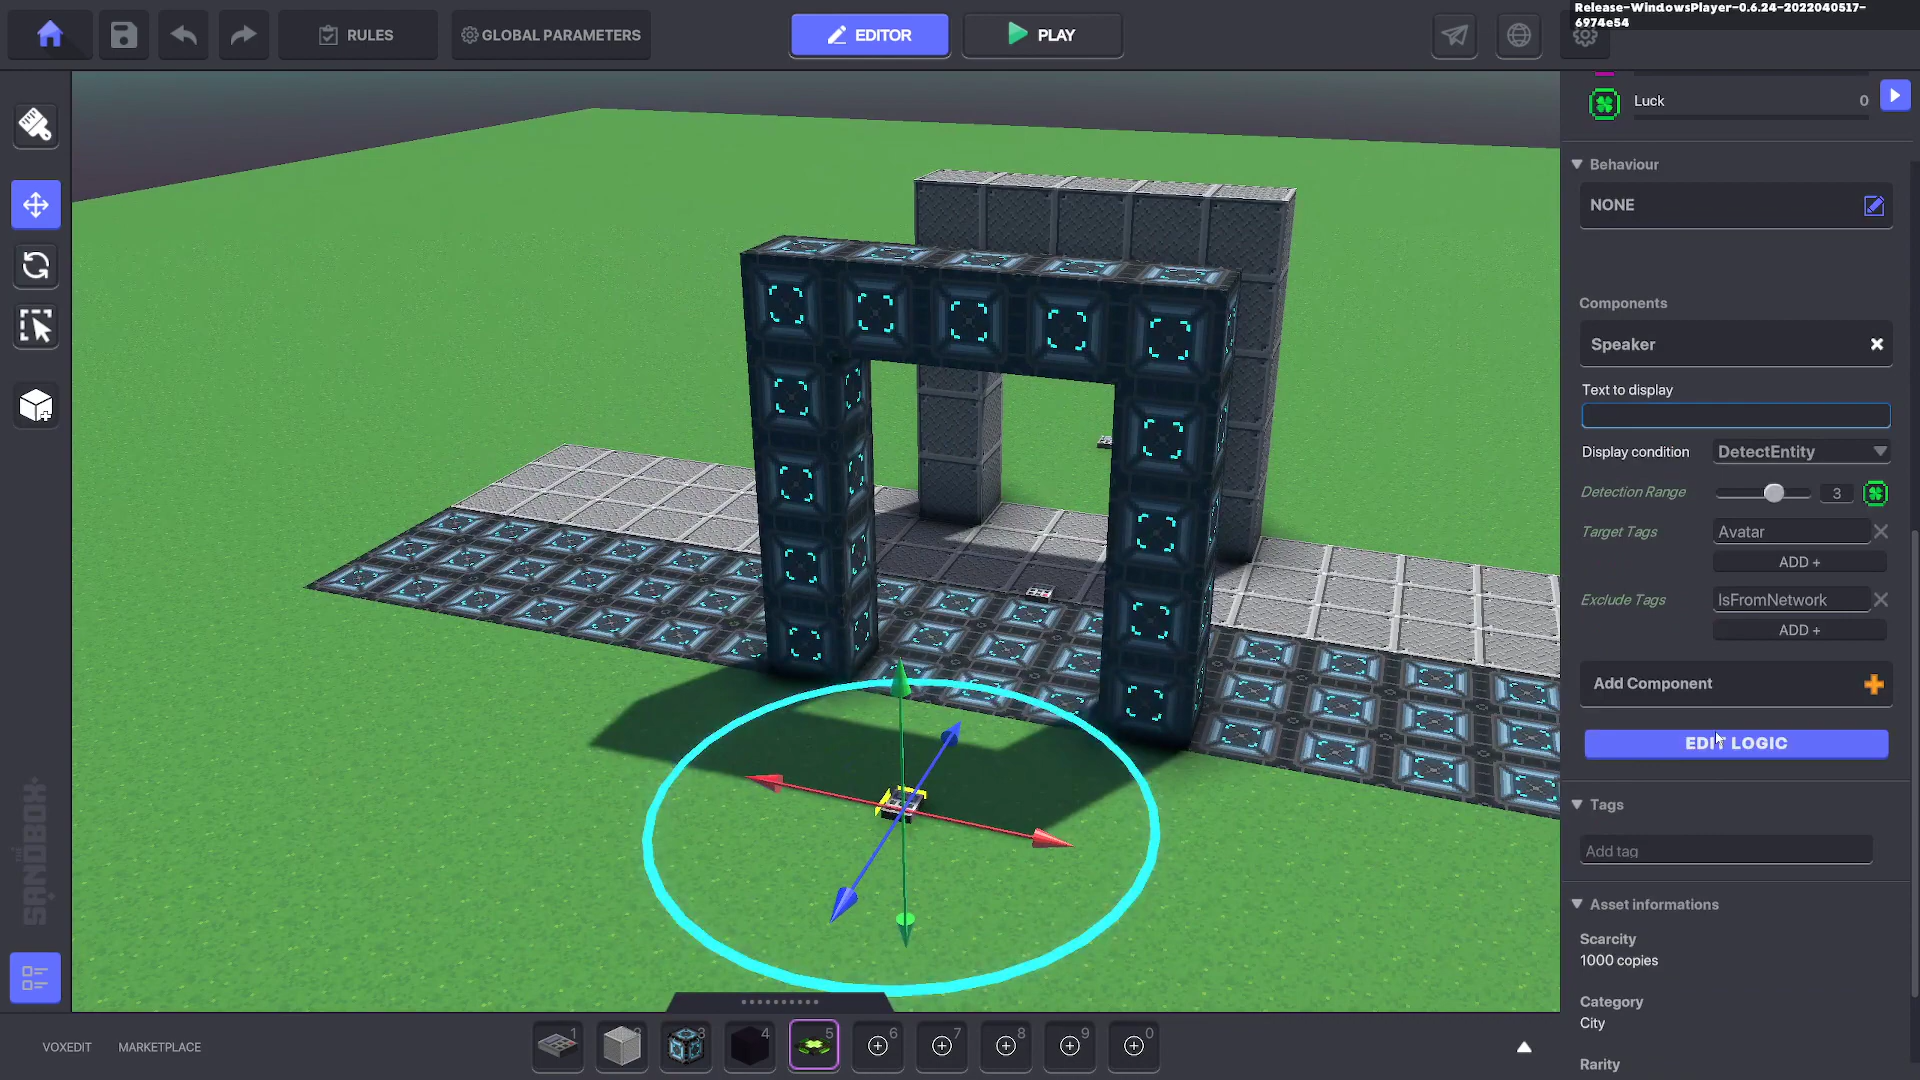 Release-WindowsPlayer-0.6.24-2022040517-
6974e54
RULES
GLOBAL PARAMETERS
EDITOR
PLAY
Luck 0
Behaviour
NONE
Components
Speaker
Text to display
Display condition DetectEntity
Detection Range 3
Target Tags Avatar
ADD +
Exclude Tags IsFromNetwork
ADD +
Add Component
EDIT LOGIC
Tags
Add tag
Asset informations
Scarcity
1000 copies
Category
City
Rarity
THE SANDBOX
1 2 3 4 5 6 7 8 9 0
VOXEDIT MARKETPLACE